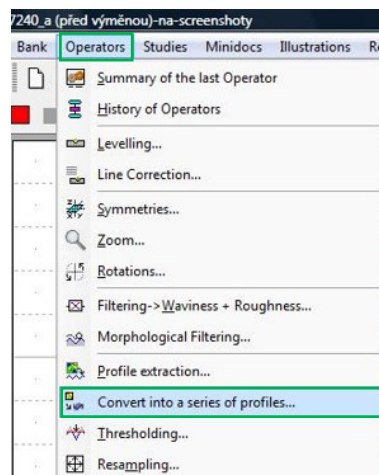 7240_a (před výměnou)-na-screenshoty
Bank Operators Studies Minidocs Illustrations
Summary of the last Operator
History of Operators
Levelling...
Line Correction...
Symmetries...
Zoom...
Rotations...
Filtering->Waviness + Roughness...
Morphological Filtering...
Profile extraction...
Convert into a series of profiles...
Thresholding...
Resampling...